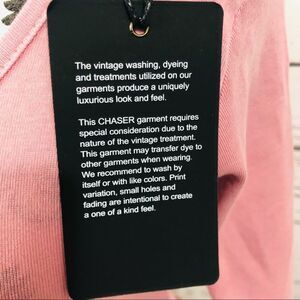 The vintage washing, dyeing
and treatments utilized on our
garments produce a uniquely
luxurious look and feel.
This CHASER garment requires
special consideration due to the
nature of the vintage treatment.
This garment may transfer dye to
other garments when wearing.
We recommend to wash by
itself or with like colors. Print
variation, small holes and
fading are intentional to create
a one of a kind feel.